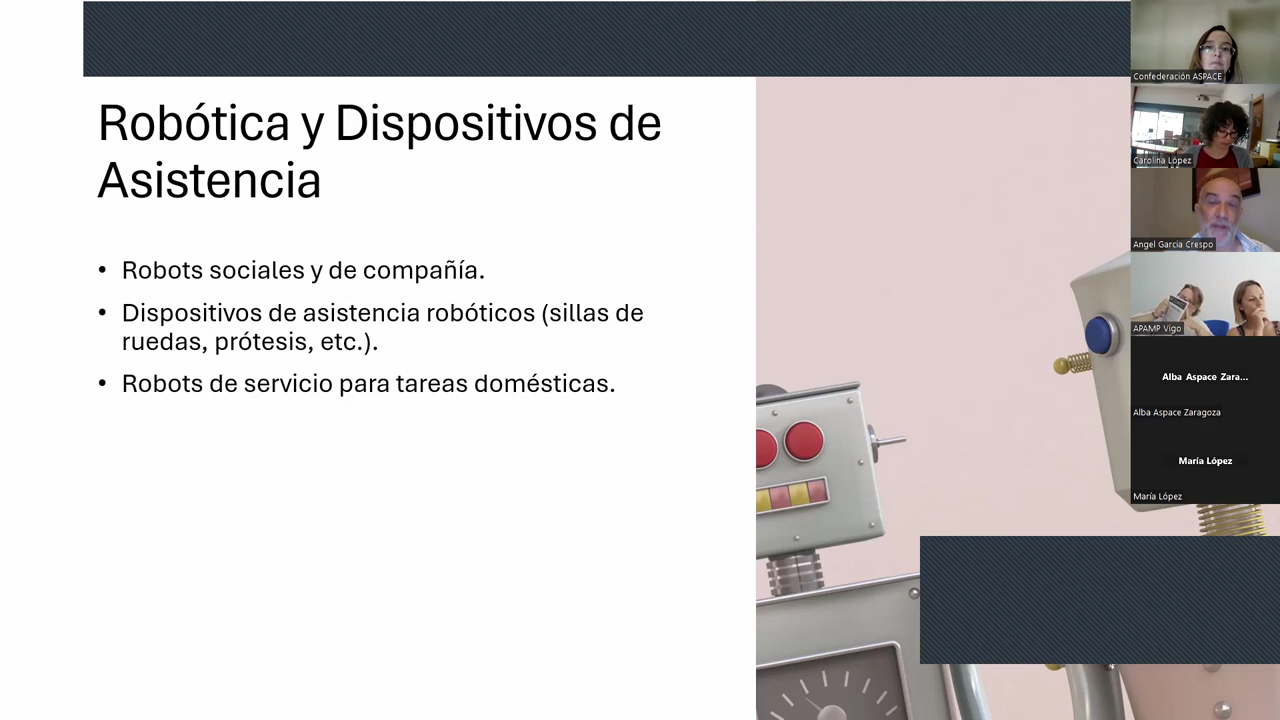 Robótica y Dispositivos de
Asistencia
• Robots sociales y de compañía.
• Dispositivos de asistencia robóticos (sillas de
ruedas, prótesis, etc.).
• Robots de servicio para tareas domésticas.
Confederación ASPACE
Carolina López
Angel Garcia Crespo
APAMP Vigo
Alba Aspace Zara...
Alba Aspace Zaragoza
María López
María López